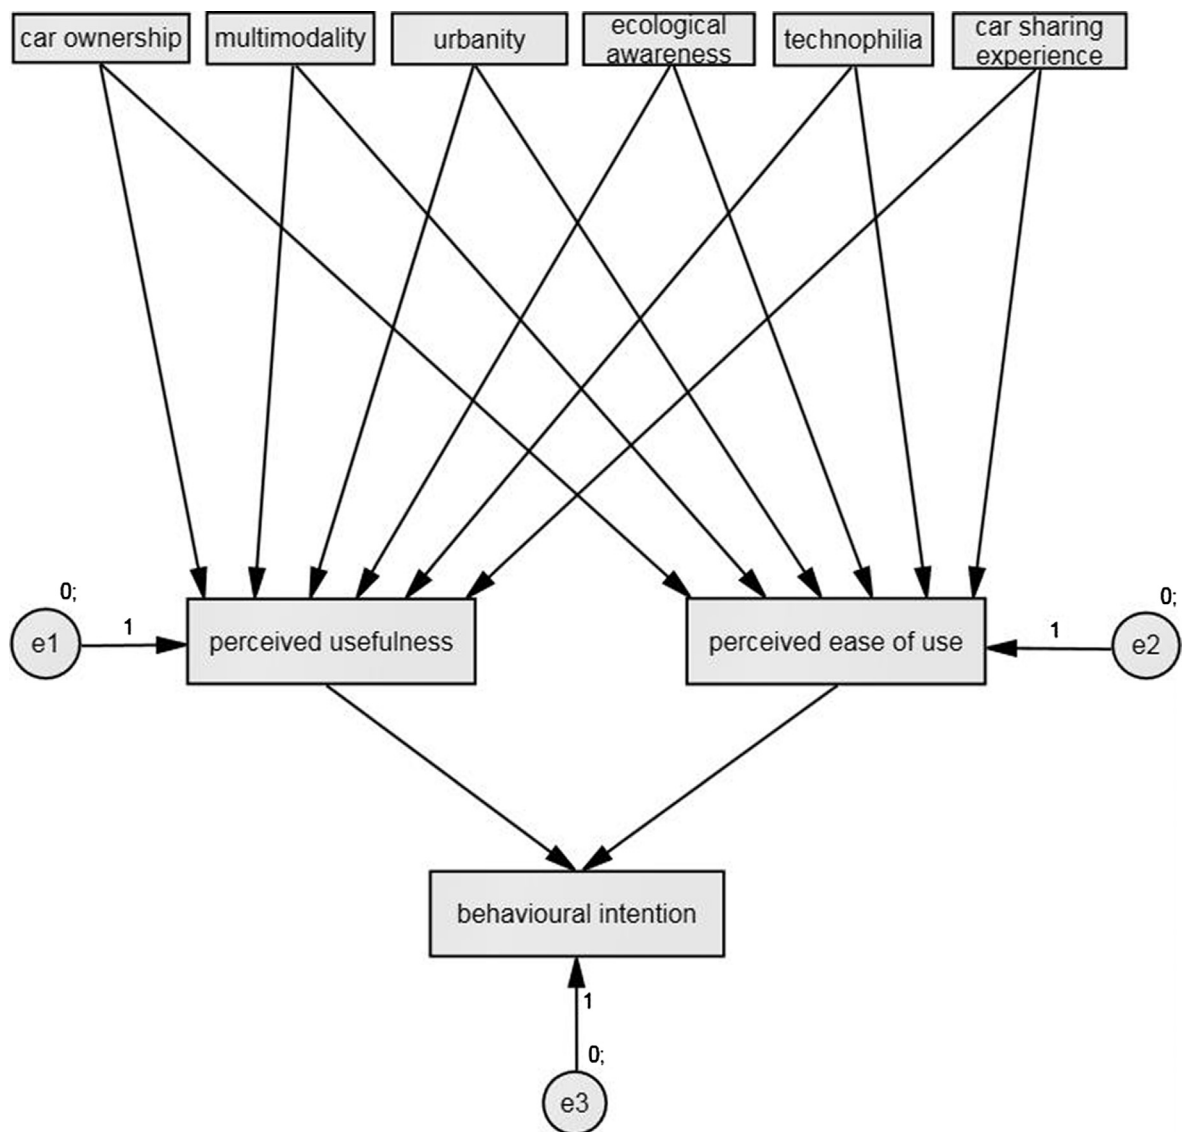 car ownership
multimodality
urbanity
ecological
awareness
technophilia
car sharing
experience
0;
e1
1
perceived usefulness
perceived ease of use
1
0;
e2
behavioural intention
1
0;
e3